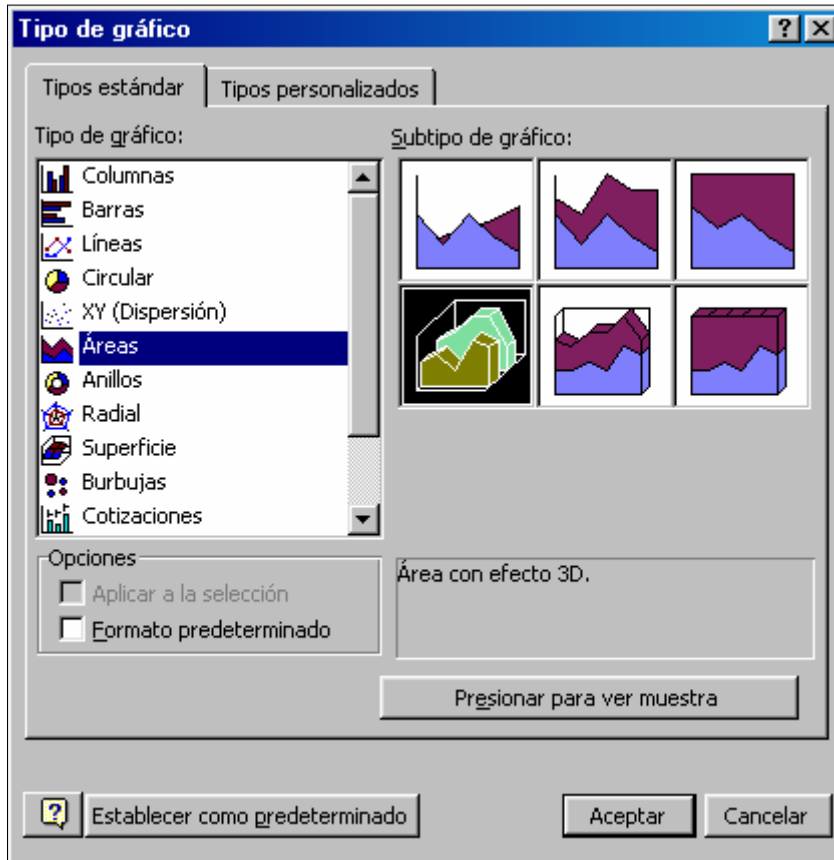 Tipo de gráfico
Tipos estándar
Tipos personalizados
Tipo de gráfico:
Columnas
Barras
Líneas
Circular
XY (Dispersión)
Áreas
Anillos
Radial
Superficie
Burbujas
Cotizaciones
Subtipo de gráfico:
Opciones
Aplicar a la selección
Formato predeterminado
Área con efecto 3D.
Presionar para ver muestra
Establecer como predeterminado
Aceptar
Cancelar